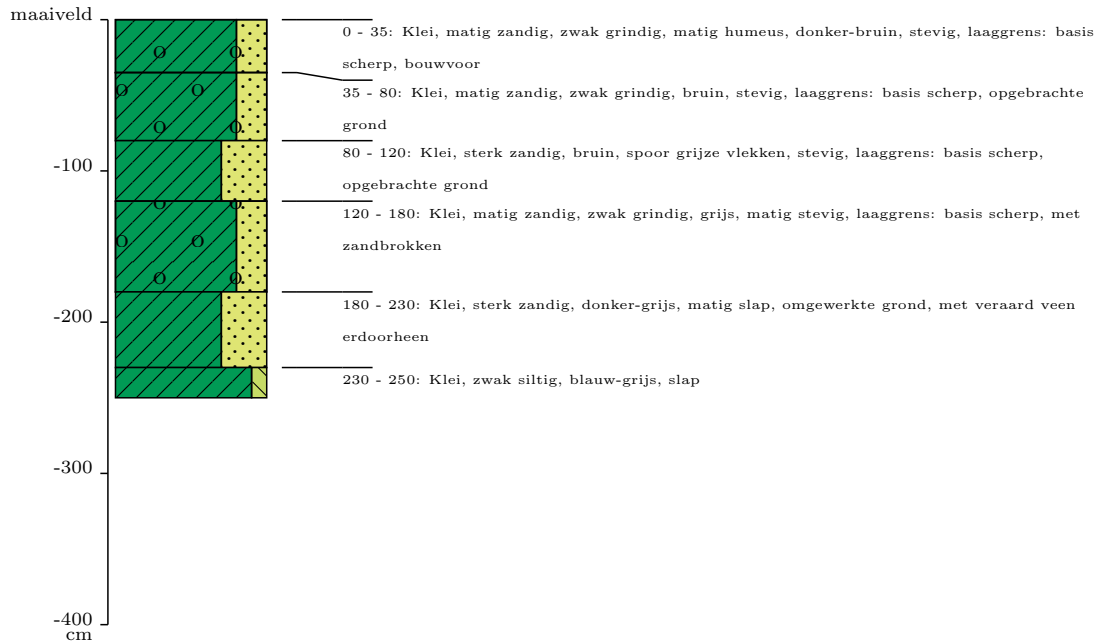 maaiveld
0 - 35: Klei, matig zandig, zwak grindig, matig humeus, donker-bruin, stevig, laaggrens: basis
scherp, bouwvoor
35 - 80: Klei, matig zandig, zwak grindig, bruin, stevig, laaggrens: basis scherp, opgebrachte
grond
80 - 120: Klei, sterk zandig, bruin, spoor grijze vlekken, stevig, laaggrens: basis scherp,
opgebrachte grond
-100
120 - 180: Klei, matig zandig, zwak grindig, grijs, matig stevig, laaggrens: basis scherp, met
zandbrokken
180 - 230: Klei, sterk zandig, donker-grijs, matig slap, omgewerkte grond, met veraard veen
erdoorheen
-200
230 - 250: Klei, zwak siltig, blauw-grijs, slap
-300
-400
cm